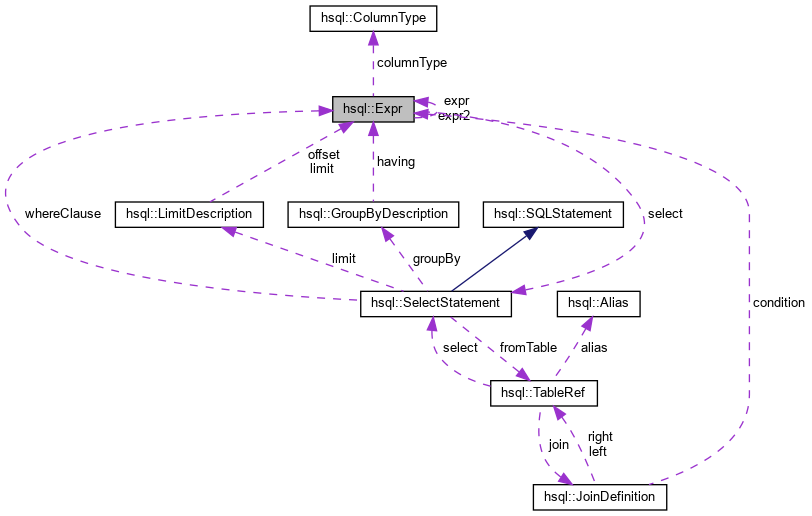 hsql::ColumnType
columnType
hsql::Expr
expr
expr2
offset
limit
having
whereClause
hsql::LimitDescription
hsql::GroupByDescription
hsql::SQLStatement
select
limit
groupBy
hsql::SelectStatement
hsql::Alias
condition
select
fromTable
alias
hsql::TableRef
join
right
left
hsql::JoinDefinition